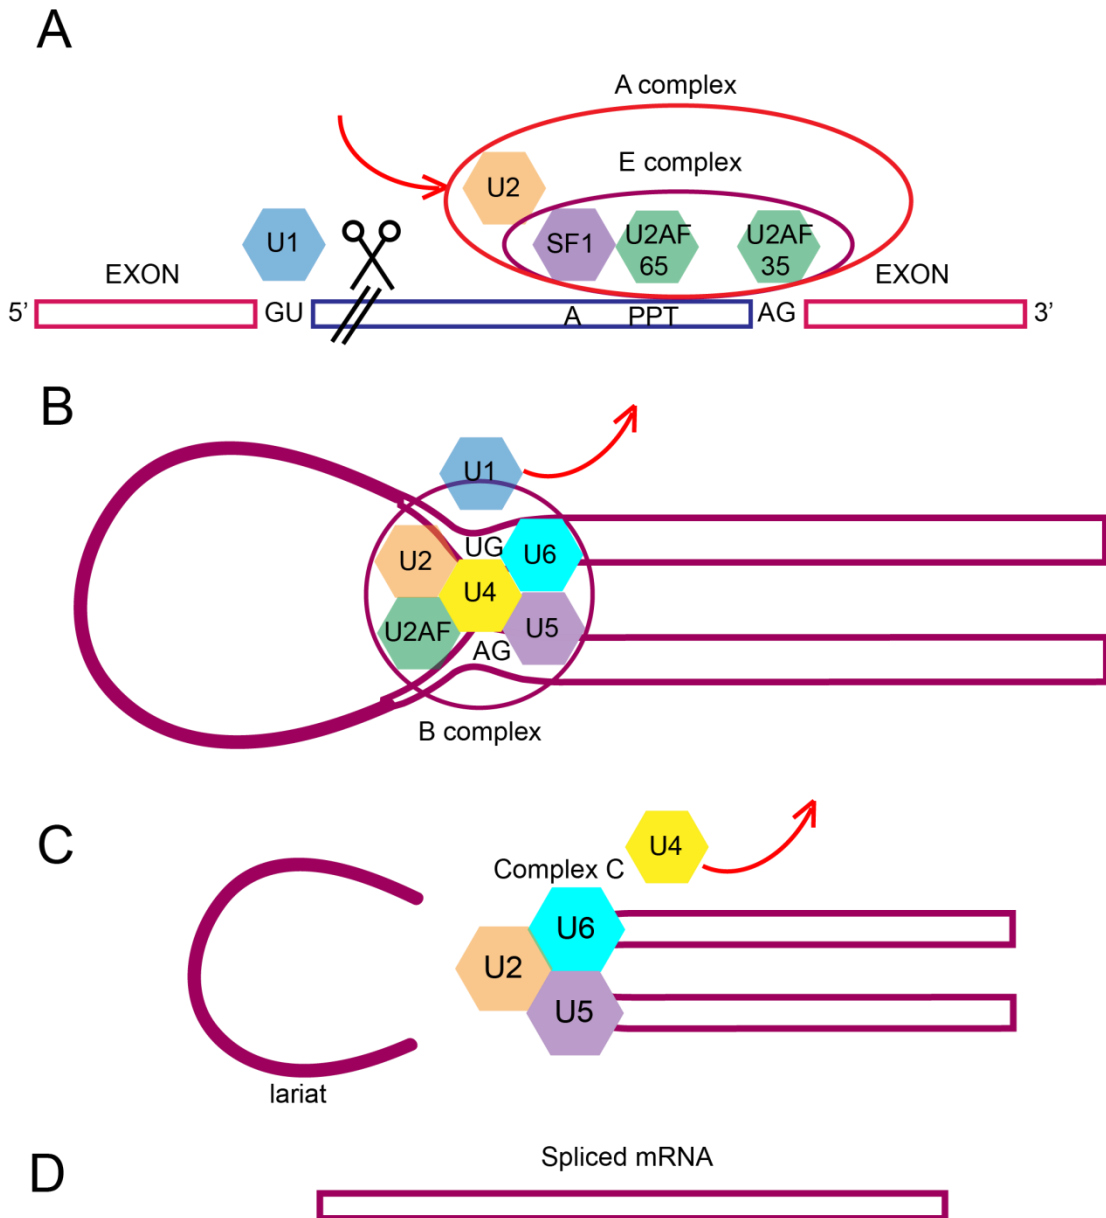 A
A complex
E complex
U2
U1
SF1
U2AF
65
U2AF
35
EXON
EXON
5’
GU
A
PPT
AG
3’
B
U1
UG
U2
U6
U4
U2AF
U5
AG
B complex
C
U4
Complex C
U6
U2
U5
lariat
D
Spliced mRNA